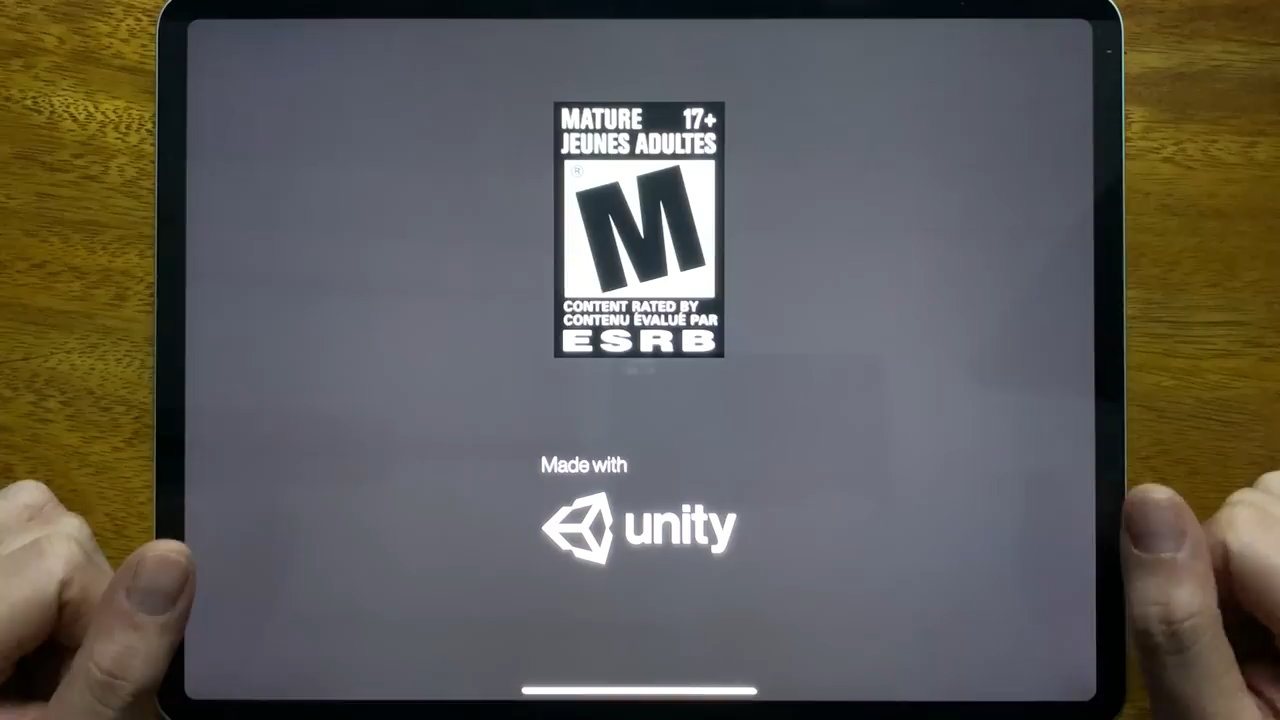 MATURE 17+
JEUNES ADULTES
®
M
CONTENT RATED BY
CONTENU ÉVALUÉ PAR
ESRB
Made with
unity